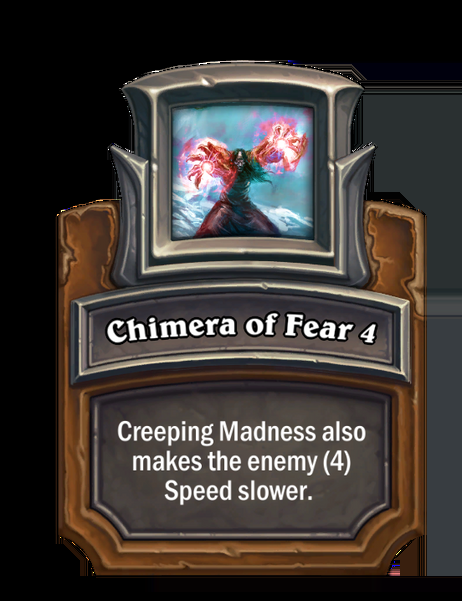 Chimera of Fear 4
Creeping Madness also
makes the enemy (4)
Speed slower.